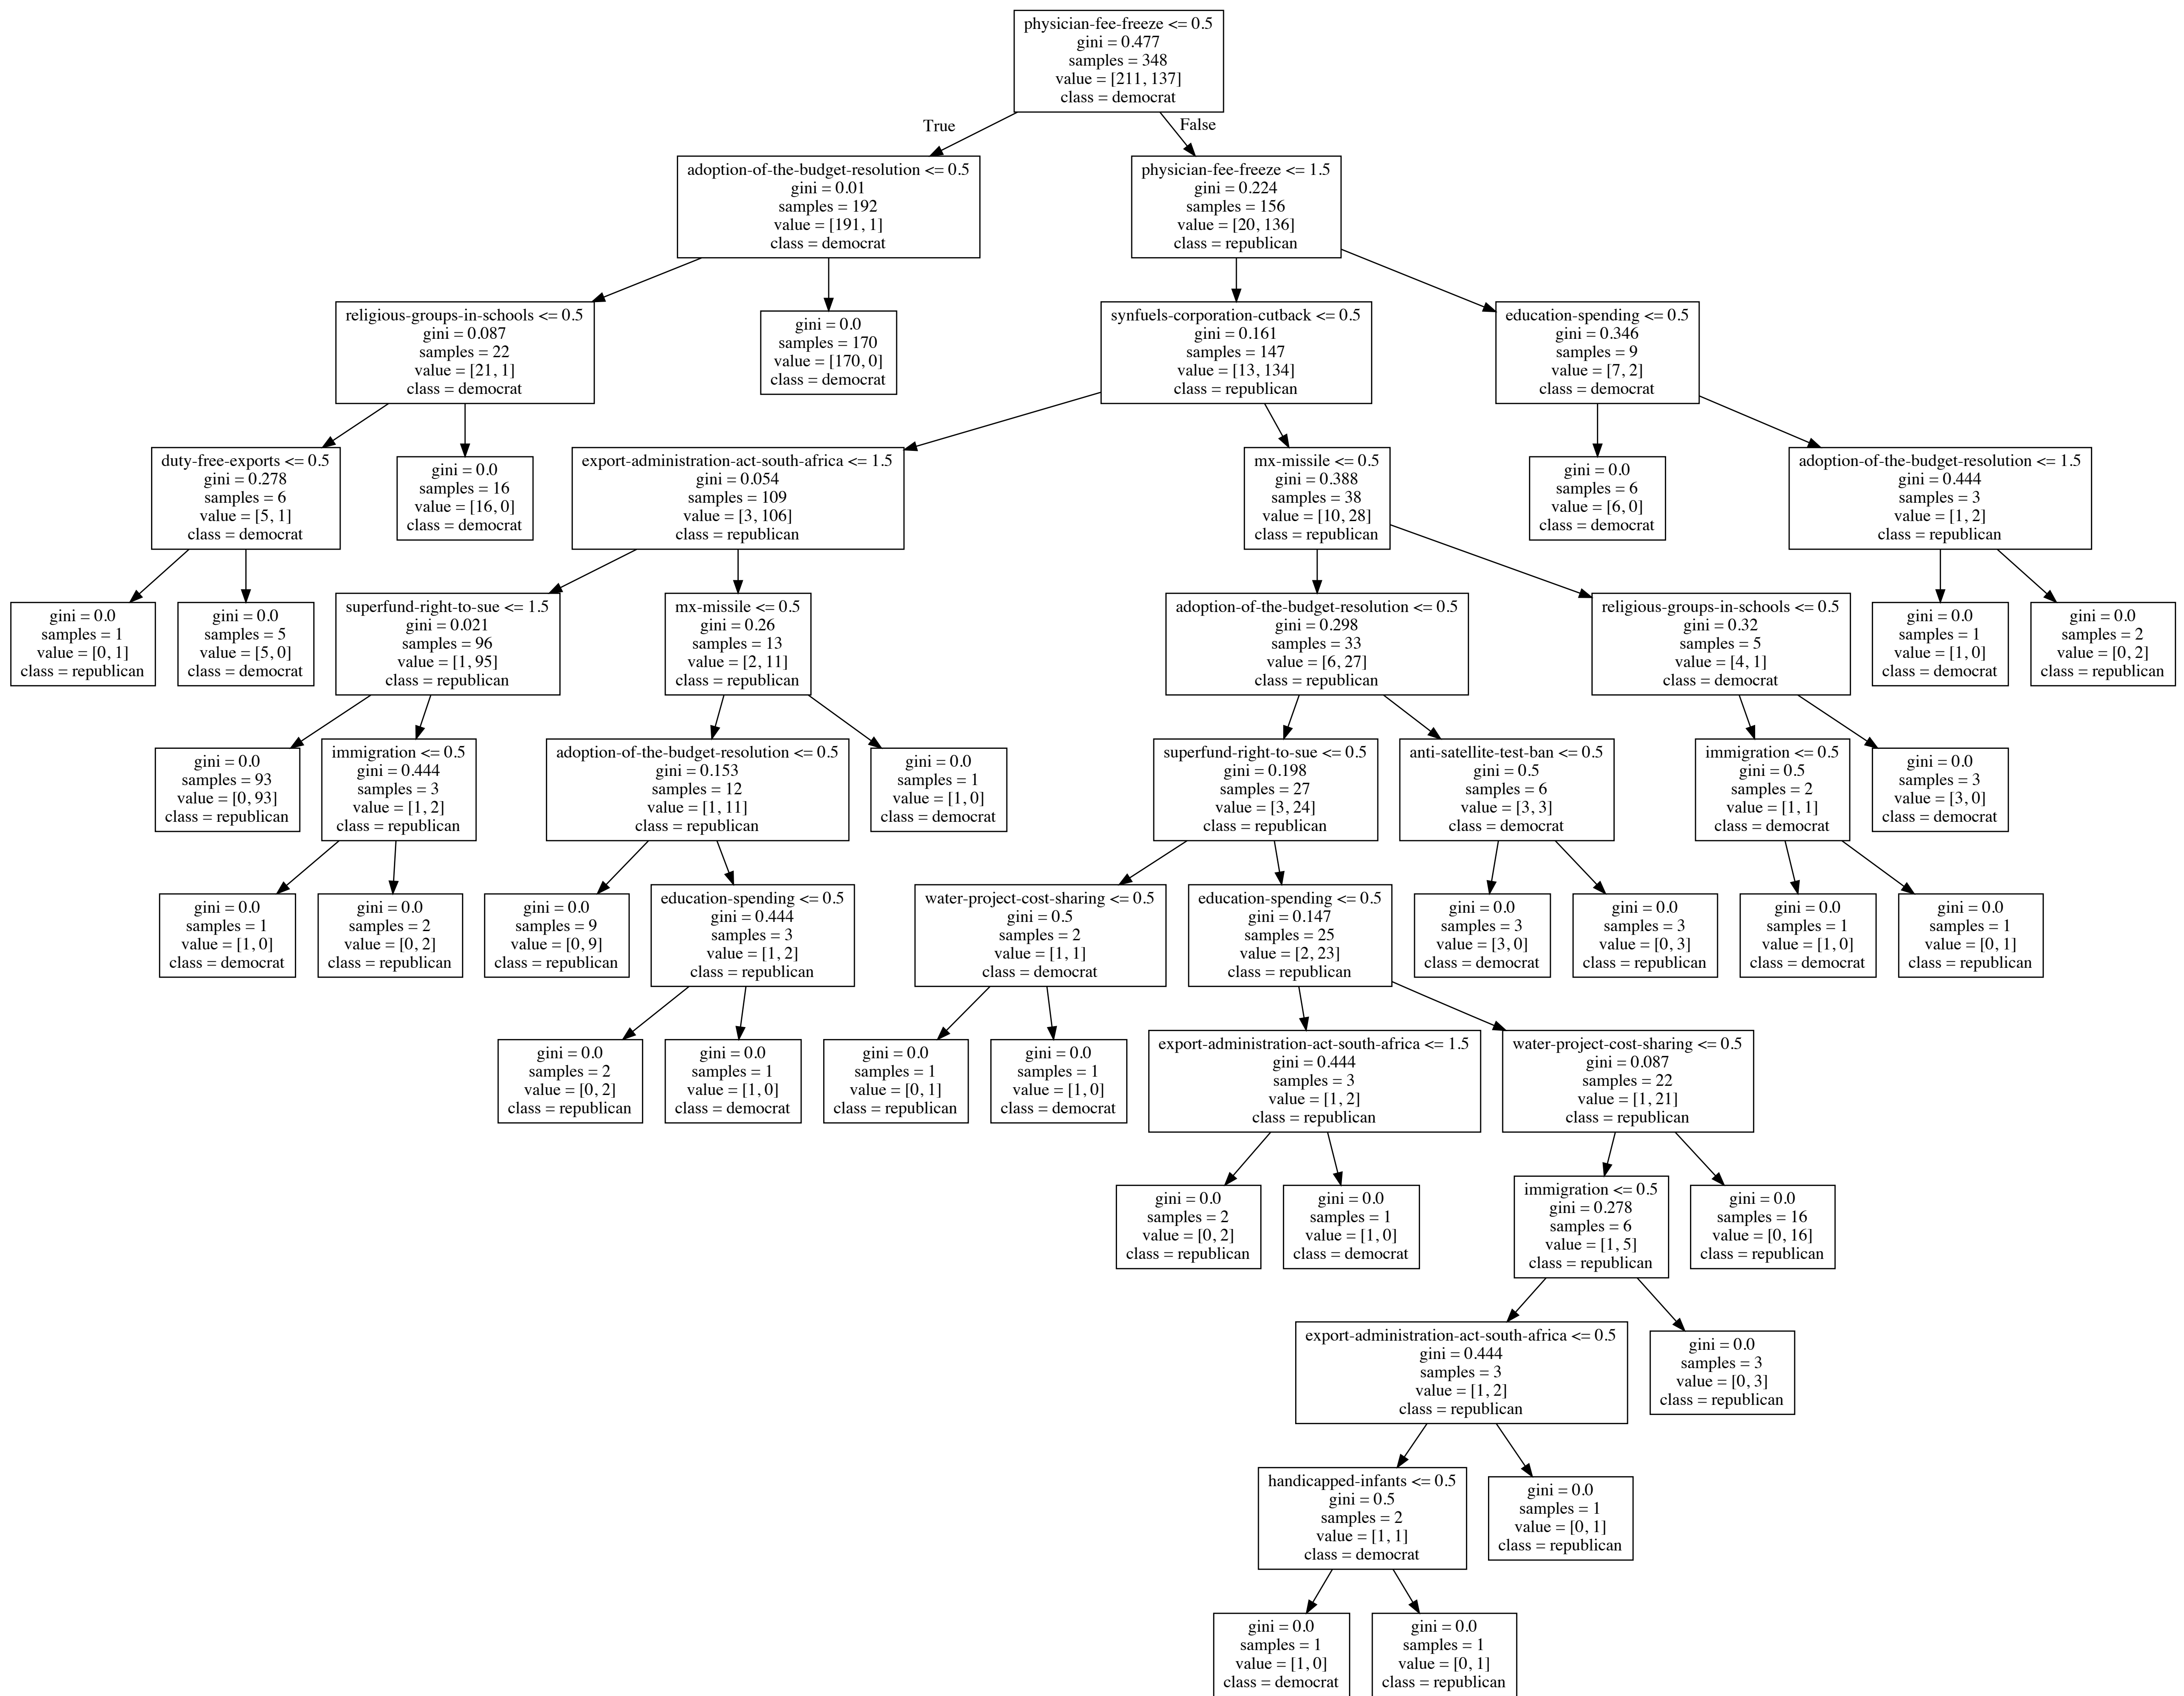 physician-fee-freeze <= 0.5
gini = 0.477
samples = 348
value = [211, 137]
class = democrat
True
False
adoption-of-the-budget-resolution <= 0.5
gini = 0.01
samples = 192
value = [191, 1]
class = democrat
physician-fee-freeze <= 1.5
gini = 0.224
samples = 156
value = [20, 136]
class = republican
religious-groups-in-schools <= 0.5
gini = 0.087
samples = 22
value = [21, 1]
class = democrat
gini = 0.0
samples = 170
value = [170, 0]
class = democrat
synfuels-corporation-cutback <= 0.5
gini = 0.161
samples = 147
value = [13, 134]
class = republican
education-spending <= 0.5
gini = 0.346
samples = 9
value = [7, 2]
class = democrat
duty-free-exports <= 0.5
gini = 0.278
samples = 6
value = [5, 1]
class = democrat
gini = 0.0
samples = 16
value = [16, 0]
class = democrat
export-administration-act-south-africa <= 1.5
gini = 0.054
samples = 109
value = [3, 106]
class = republican
mx-missile <= 0.5
gini = 0.388
samples = 38
value = [10, 28]
class = republican
gini = 0.0
samples = 6
value = [6, 0]
class = democrat
adoption-of-the-budget-resolution <= 1.5
gini = 0.444
samples = 3
value = [1, 2]
class = republican
gini = 0.0
samples = 1
value = [0, 1]
class = republican
gini = 0.0
samples = 5
value = [5, 0]
class = democrat
superfund-right-to-sue <= 1.5
gini = 0.021
samples = 96
value = [1, 95]
class = republican
mx-missile <= 0.5
gini = 0.26
samples = 13
value = [2, 11]
class = republican
adoption-of-the-budget-resolution <= 0.5
gini = 0.298
samples = 33
value = [6, 27]
class = republican
religious-groups-in-schools <= 0.5
gini = 0.32
samples = 5
value = [4, 1]
class = democrat
gini = 0.0
samples = 1
value = [1, 0]
class = democrat
gini = 0.0
samples = 2
value = [0, 2]
class = republican
gini = 0.0
samples = 93
value = [0, 93]
class = republican
immigration <= 0.5
gini = 0.444
samples = 3
value = [1, 2]
class = republican
adoption-of-the-budget-resolution <= 0.5
gini = 0.153
samples = 12
value = [1, 11]
class = republican
gini = 0.0
samples = 1
value = [1, 0]
class = democrat
superfund-right-to-sue <= 0.5
gini = 0.198
samples = 27
value = [3, 24]
class = republican
anti-satellite-test-ban <= 0.5
gini = 0.5
samples = 6
value = [3, 3]
class = democrat
immigration <= 0.5
gini = 0.5
samples = 2
value = [1, 1]
class = democrat
gini = 0.0
samples = 3
value = [3, 0]
class = democrat
gini = 0.0
samples = 1
value = [1, 0]
class = democrat
gini = 0.0
samples = 2
value = [0, 2]
class = republican
gini = 0.0
samples = 9
value = [0, 9]
class = republican
education-spending <= 0.5
gini = 0.444
samples = 3
value = [1, 2]
class = republican
water-project-cost-sharing <= 0.5
gini = 0.5
samples = 2
value = [1, 1]
class = democrat
education-spending <= 0.5
gini = 0.147
samples = 25
value = [2, 23]
class = republican
gini = 0.0
samples = 3
value = [3, 0]
class = democrat
gini = 0.0
samples = 3
value = [0, 3]
class = republican
gini = 0.0
samples = 1
value = [1, 0]
class = democrat
gini = 0.0
samples = 1
value = [0, 1]
class = republican
gini = 0.0
samples = 2
value = [0, 2]
class = republican
gini = 0.0
samples = 1
value = [1, 0]
class = democrat
gini = 0.0
samples = 1
value = [0, 1]
class = republican
gini = 0.0
samples = 1
value = [1, 0]
class = democrat
export-administration-act-south-africa <= 1.5
gini = 0.444
samples = 3
value = [1, 2]
class = republican
water-project-cost-sharing <= 0.5
gini = 0.087
samples = 22
value = [1, 21]
class = republican
gini = 0.0
samples = 2
value = [0, 2]
class = republican
gini = 0.0
samples = 1
value = [1, 0]
class = democrat
immigration <= 0.5
gini = 0.278
samples = 6
value = [1, 5]
class = republican
gini = 0.0
samples = 16
value = [0, 16]
class = republican
export-administration-act-south-africa <= 0.5
gini = 0.444
samples = 3
value = [1, 2]
class = republican
gini = 0.0
samples = 3
value = [0, 3]
class = republican
handicapped-infants <= 0.5
gini = 0.5
samples = 2
value = [1, 1]
class = democrat
gini = 0.0
samples = 1
value = [0, 1]
class = republican
gini = 0.0
samples = 1
value = [1, 0]
class = democrat
gini = 0.0
samples = 1
value = [0, 1]
class = republican